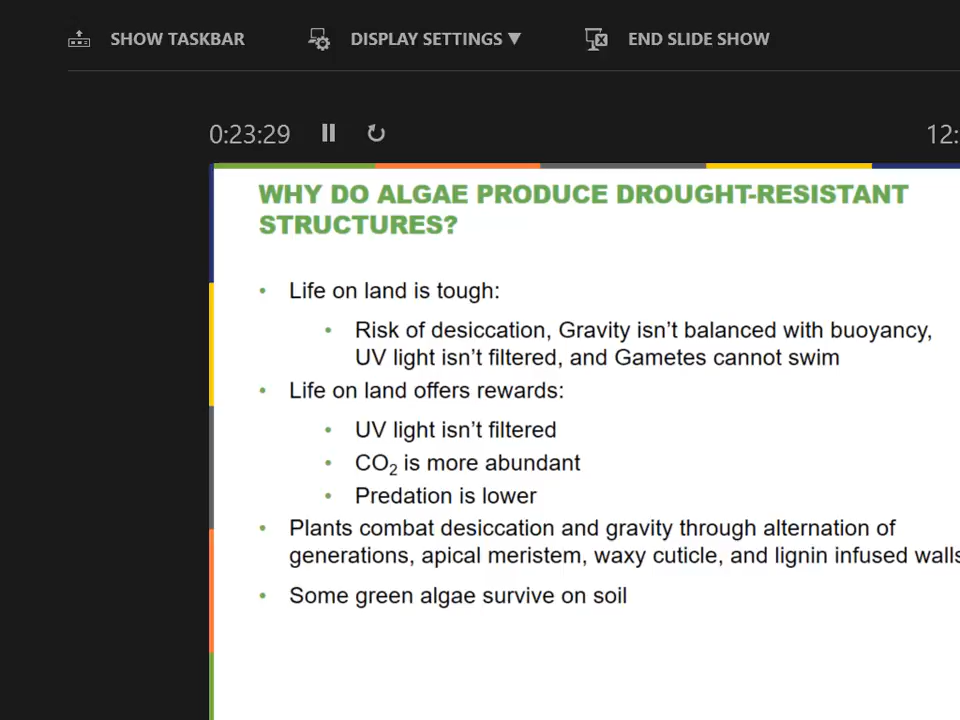 SHOW TASKBAR DISPLAY SETTINGS ▼ END SLIDE SHOW
0:23:29 12:
WHY DO ALGAE PRODUCE DROUGHT-RESISTANT
STRUCTURES?
• Life on land is tough:
• Risk of desiccation, Gravity isn't balanced with buoyancy,
UV light isn't filtered, and Gametes cannot swim
• Life on land offers rewards:
• UV light isn't filtered
• CO₂ is more abundant
• Predation is lower
• Plants combat desiccation and gravity through alternation of
generations, apical meristem, waxy cuticle, and lignin infused walls
• Some green algae survive on soil